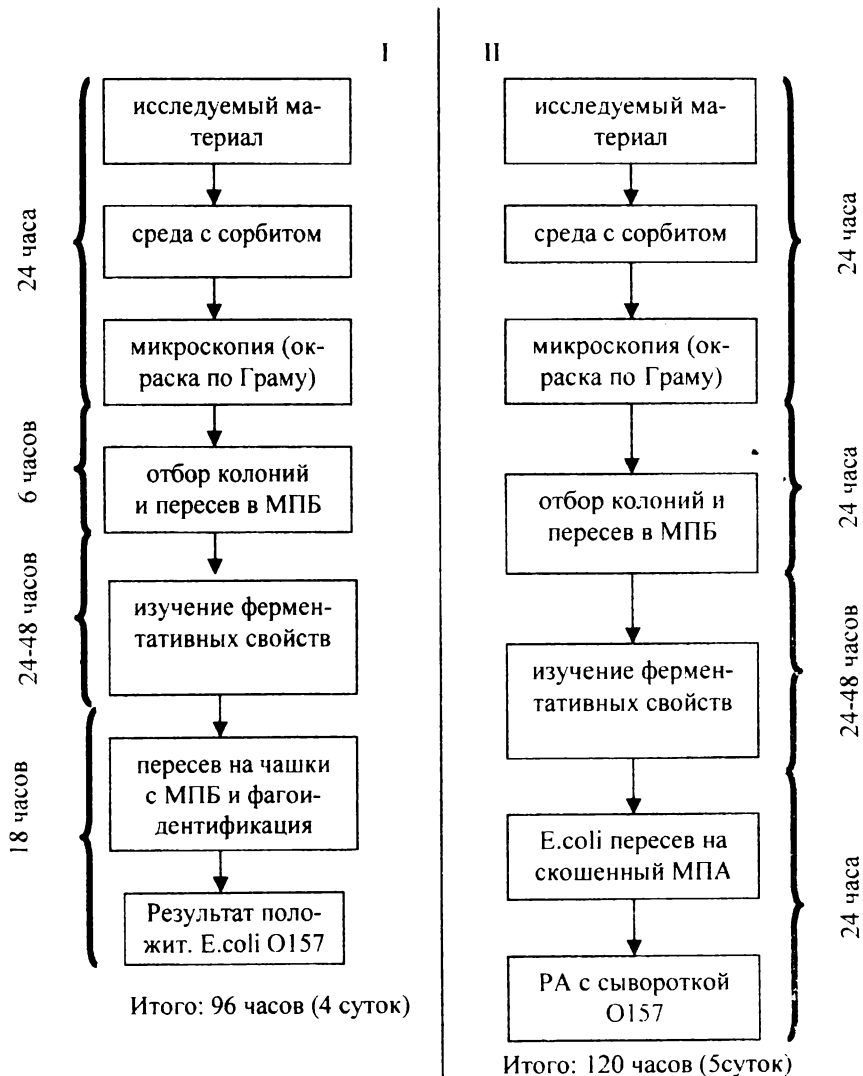 I
исследуемый ма-
териал
среда с сорбитом
микроскопия (ок-
раска по Граму)
отбор колоний
и пересев в МПБ
изучение фермен-
тативных свойств
пересев на чашки
с МПБ и фагои-
дентификация
Результат поло-
жит. E.coli O157
24 часа
6 часов
24-48 часов
18 часов
Итого: 96 часов (4 суток)
II
исследуемый ма-
териал
среда с сорбитом
микроскопия (ок-
раска по Граму)
отбор колоний и
пересев в МПБ
изучение фермен-
тативных свойств
E.coli пересев на
скошенный МПА
РА с сывороткой
О157
24 часа
24 часа
24-48 часов
24 часа
Итого: 120 часов (5суток)